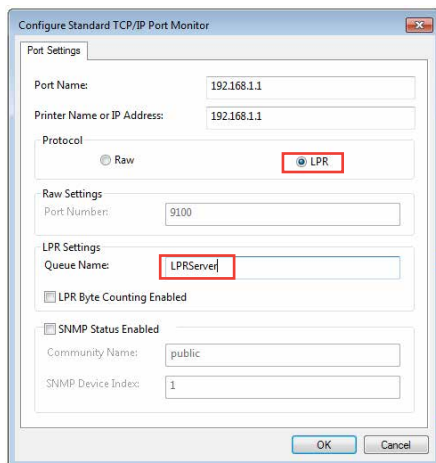 Configure Standard TCP/IP Port Monitor
Port Settings
Port Name: 192.168.1.1
Printer Name or IP Address: 192.168.1.1
Protocol
Raw LPR
Raw Settings
Port Number: 9100
LPR Settings
Queue Name: LPRServer
LPR Byte Counting Enabled
SNMP Status Enabled
Community Name: public
SNMP Device Index: 1
OK Cancel